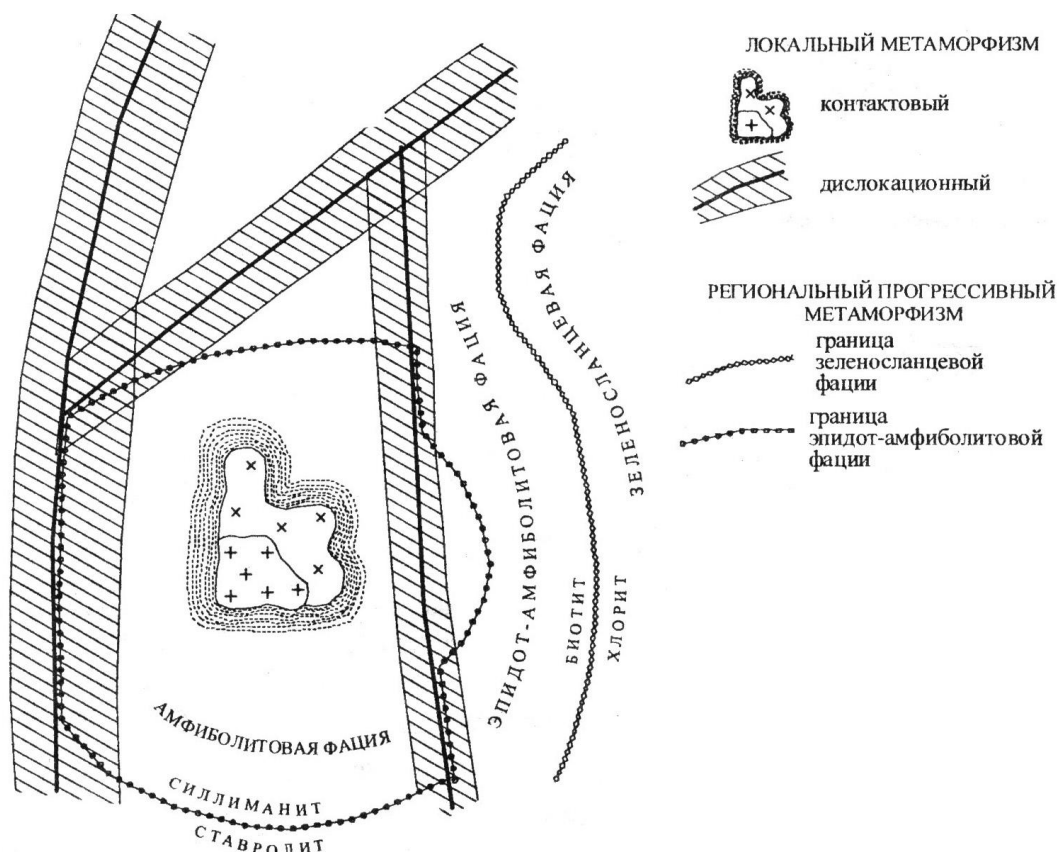 ЛОКАЛЬНЫЙ МЕТАМОРФИЗМ
контактовый
дислокационный
РЕГИОНАЛЬНЫЙ ПРОГРЕССИВНЫЙ
МЕТАМОРФИЗМ
граница
зеленосланцевой
фации
граница
эпидот-амфиболитовой
фации
ЗЕЛЕНОСЛАНЦЕВАЯ ФАЦИЯ
ЭПИДОТ-АМФИБОЛИТОВАЯ ФАЦИЯ
БИОТИТ
ХЛОРИТ
АМФИБОЛИТОВАЯ ФАЦИЯ
СИЛЛИМАНИТ
СТАВРОЛИТ